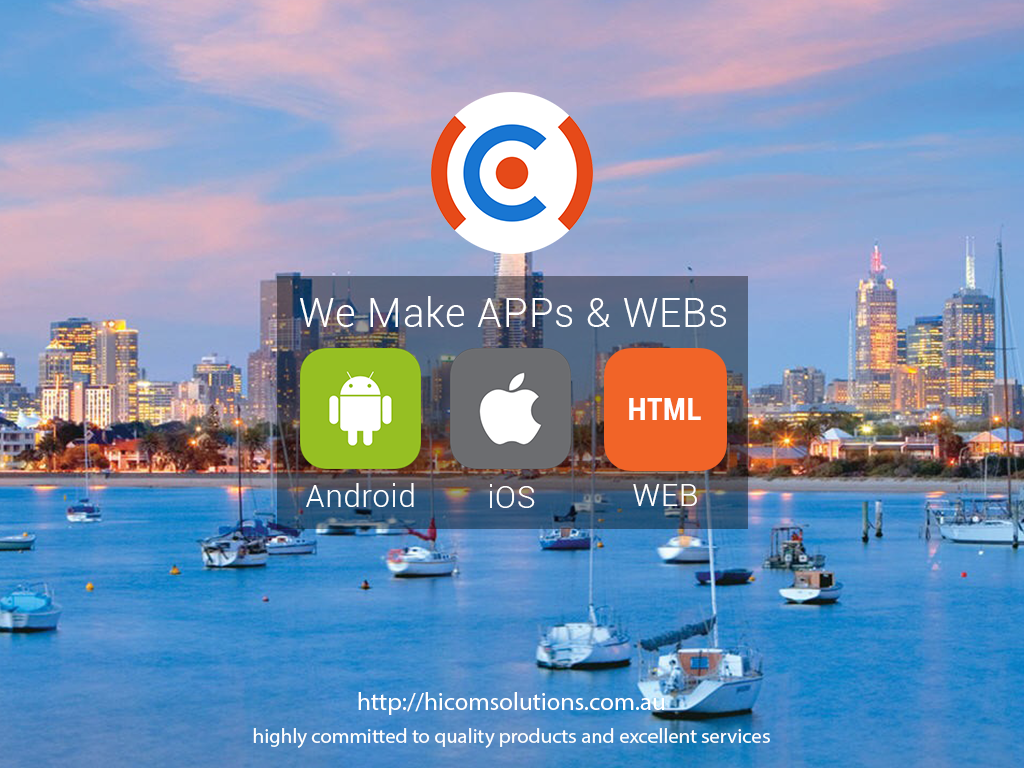 We Make APPs & WEBs
HTML
Android iOS WEB
http://hicomsolutions.com.au
highly committed to quality products and excellent services